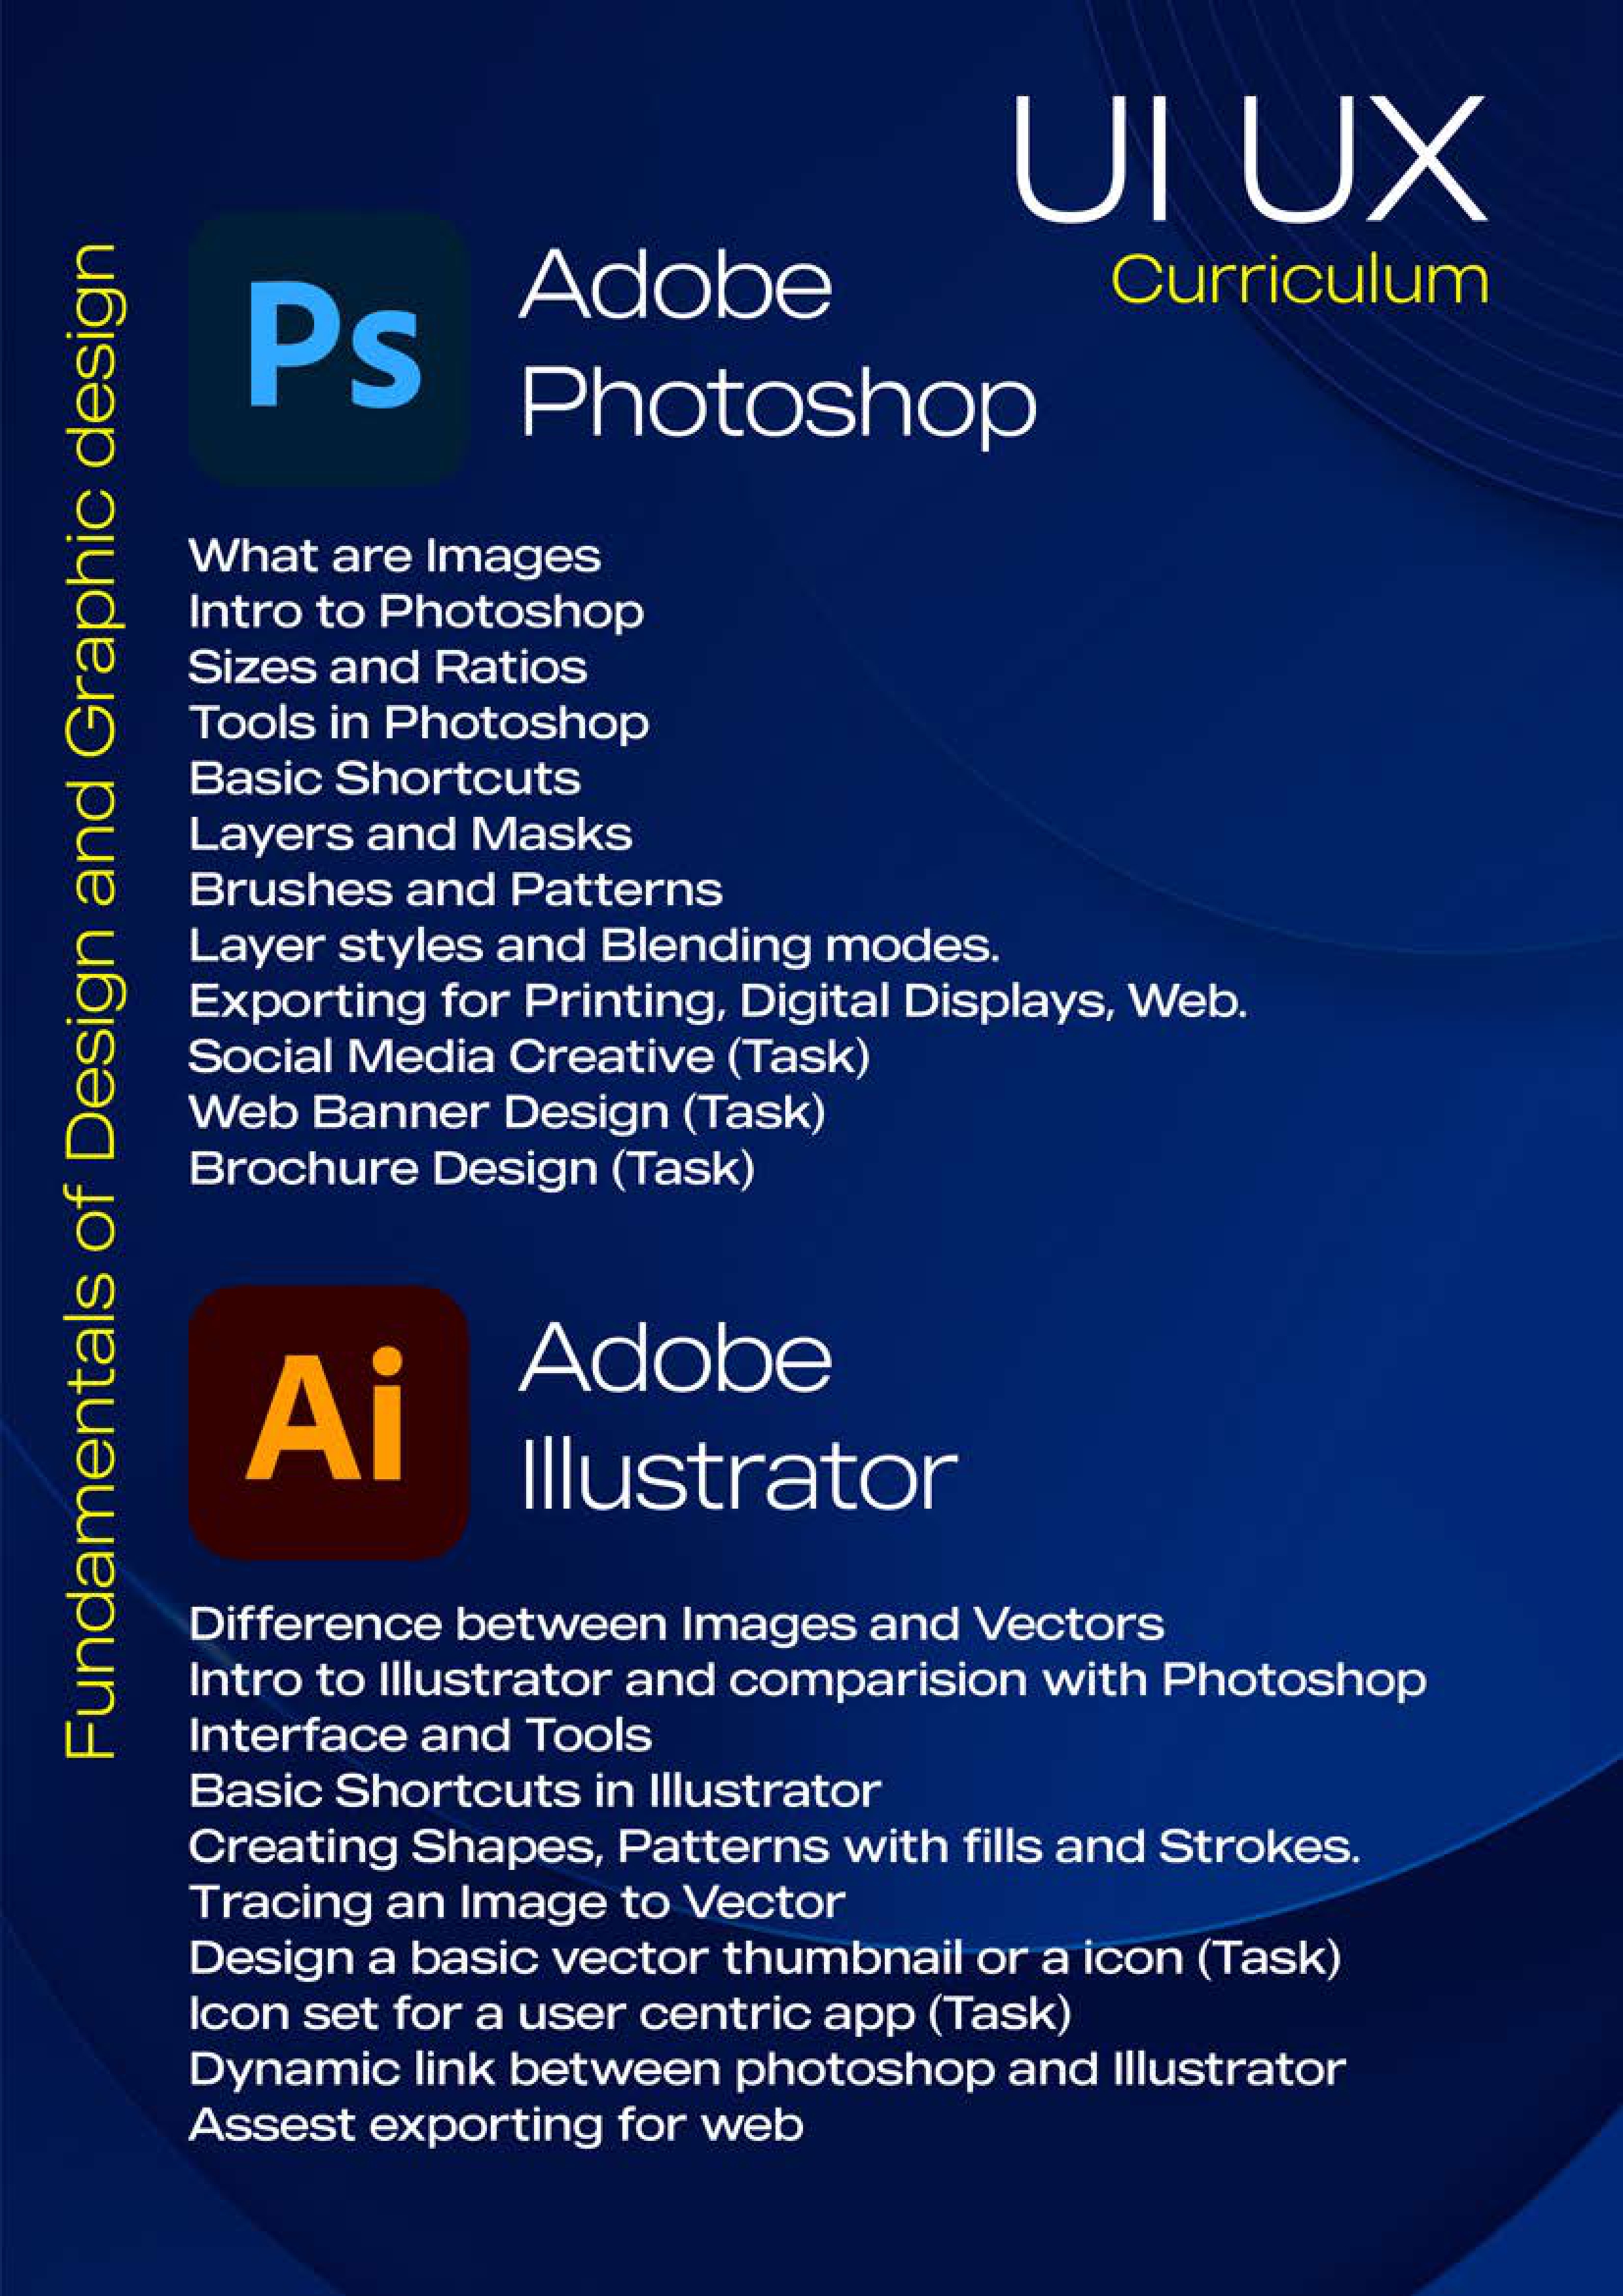 UI UX
Curriculum
Fundamentals of Design and Graphic design
Ps
Adobe
Photoshop
What are Images
Intro to Photoshop
Sizes and Ratios
Tools in Photoshop
Basic Shortcuts
Layers and Masks
Brushes and Patterns
Layer styles and Blending modes.
Exporting for Printing, Digital Displays, Web.
Social Media Creative (Task)
Web Banner Design (Task)
Brochure Design (Task)
Ai
Adobe
Illustrator
Difference between Images and Vectors
Intro to Illustrator and comparision with Photoshop
Interface and Tools
Basic Shortcuts in Illustrator
Creating Shapes, Patterns with fills and Strokes.
Tracing an Image to Vector
Design a basic vector thumbnail or a icon (Task)
Icon set for a user centric app (Task)
Dynamic link between photoshop and Illustrator
Assest exporting for web